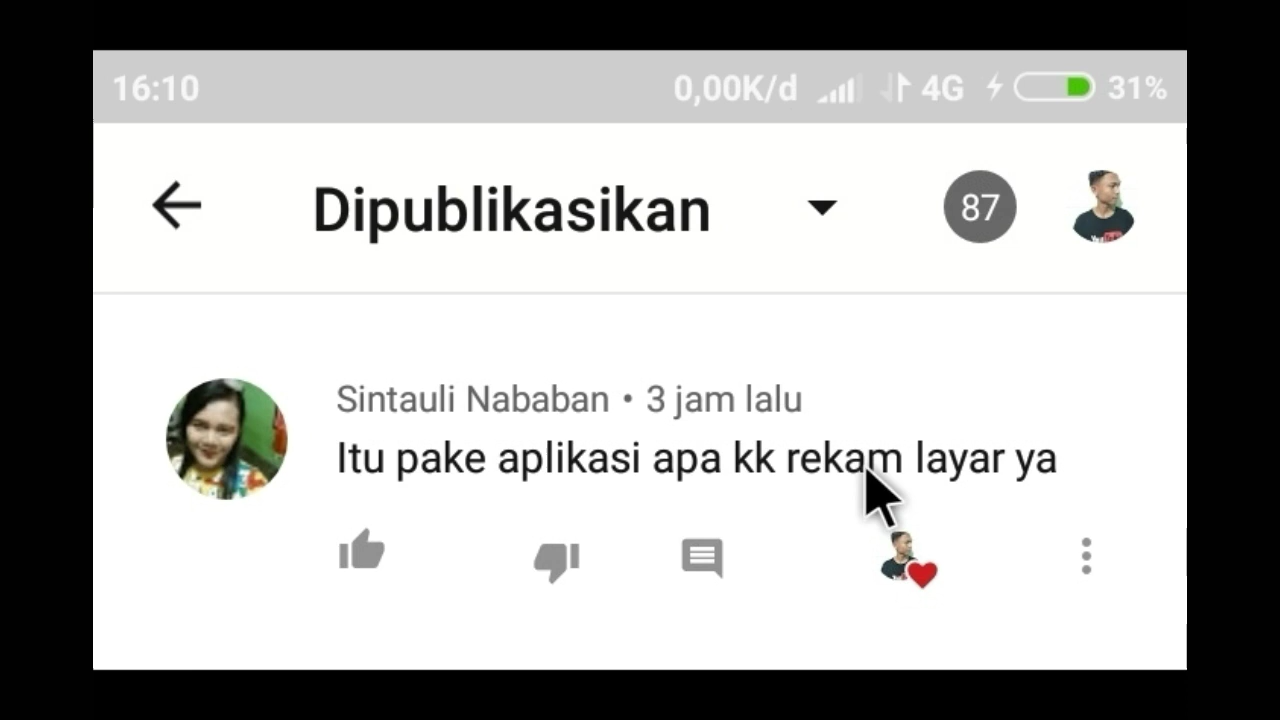 16:10 0,00K/d 4G 31%
Dipublikasikan 87
Sintauli Nababan • 3 jam lalu
Itu pake aplikasi apa kk rekam layar ya